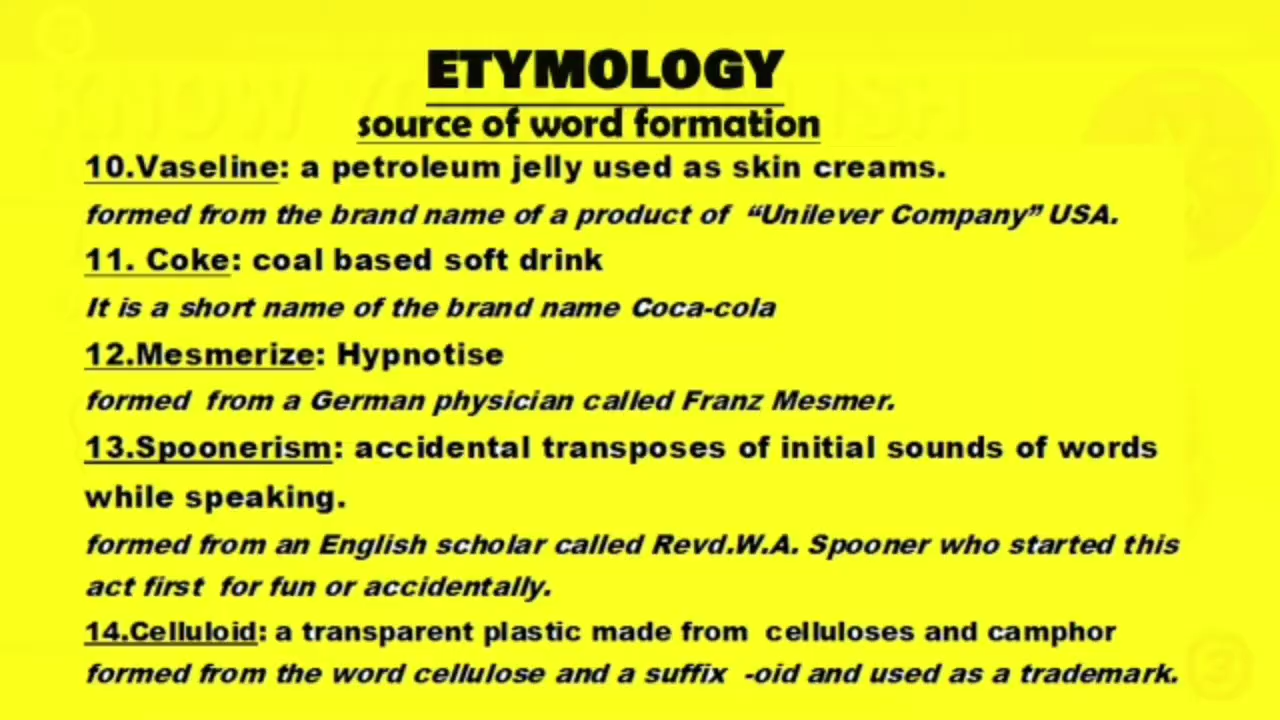 ETYMOLOGY
source of word formation
10.Vaseline: a petroleum jelly used as skin creams.
formed from the brand name of a product of “Unilever Company” USA.
11. Coke: coal based soft drink
It is a short name of the brand name Coca-cola
12.Mesmerize: Hypnotise
formed from a German physician called Franz Mesmer.
13.Spoonerism: accidental transposes of initial sounds of words
while speaking.
formed from an English scholar called Revd.W.A. Spooner who started this
act first for fun or accidentally.
14.Celluloid: a transparent plastic made from celluloses and camphor
formed from the word cellulose and a suffix -oid and used as a trademark.